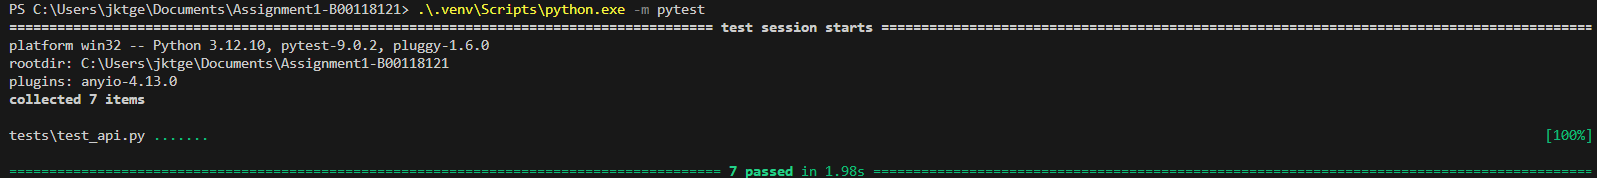 PS C:\Users\jktge\Documents\Assignment1-B00118121> .\.venv\Scripts\python.exe -m pytest
======================================================================================== test session starts =========================================================================================
platform win32 -- Python 3.12.10, pytest-9.0.2, pluggy-1.6.0
rootdir: C:\Users\jktge\Documents\Assignment1-B00118121
plugins: anyio-4.13.0
collected 7 items

tests\test_api.py ....... [100%]

========================================================================================= 7 passed in 1.98s ==========================================================================================